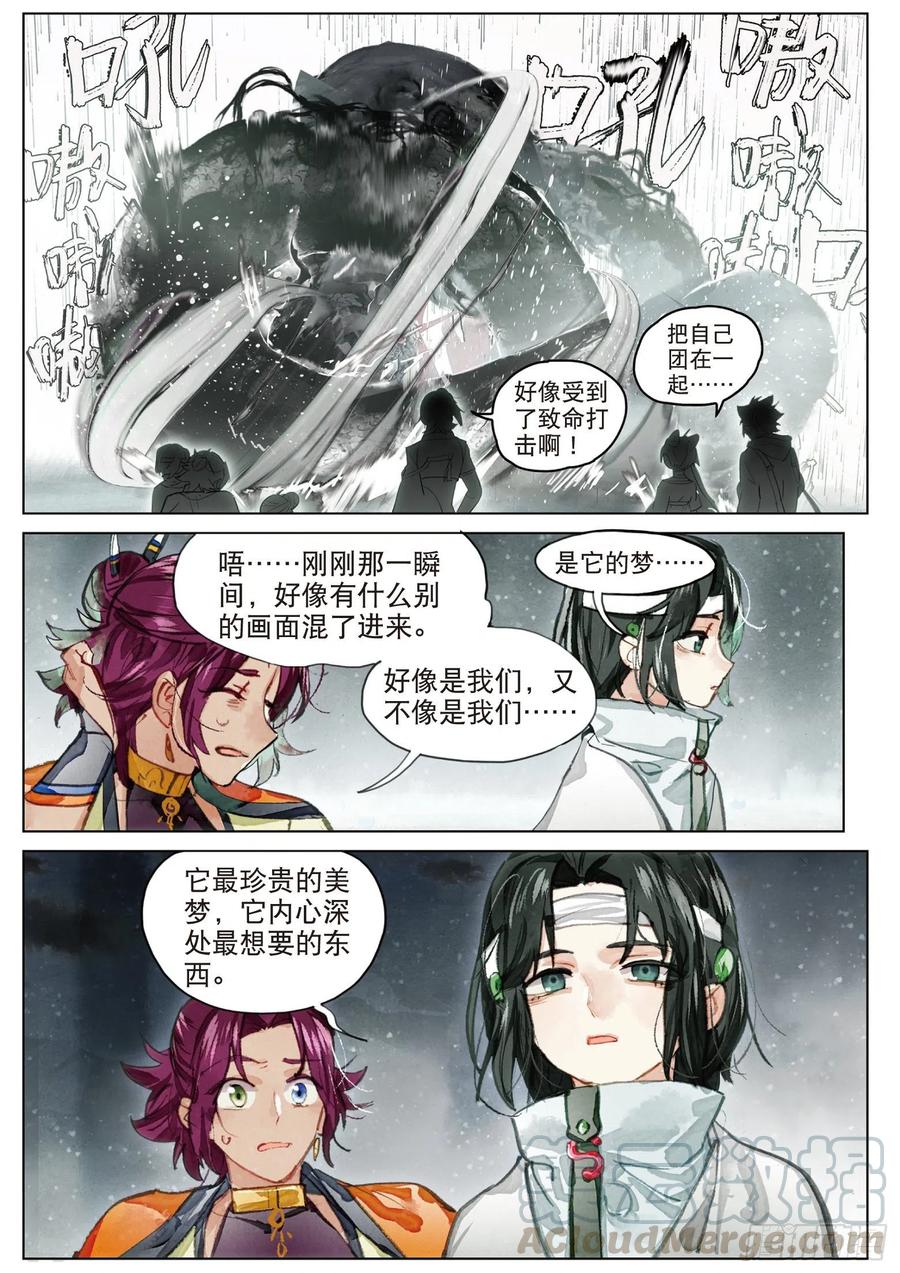 吼
嗷
嗷
嗷
嗷
吼
嗷
嗷
嗷
把自己
团在一
起……
好像受到
了致命打
击啊！
唔……刚刚那一瞬
间，好像有什么别
的画面混了进来。
是它的梦……
好像是我们，又
不像是我们……
它最珍贵的美
梦，它内心深
处最想要的东
西。
ACloudMerge.com